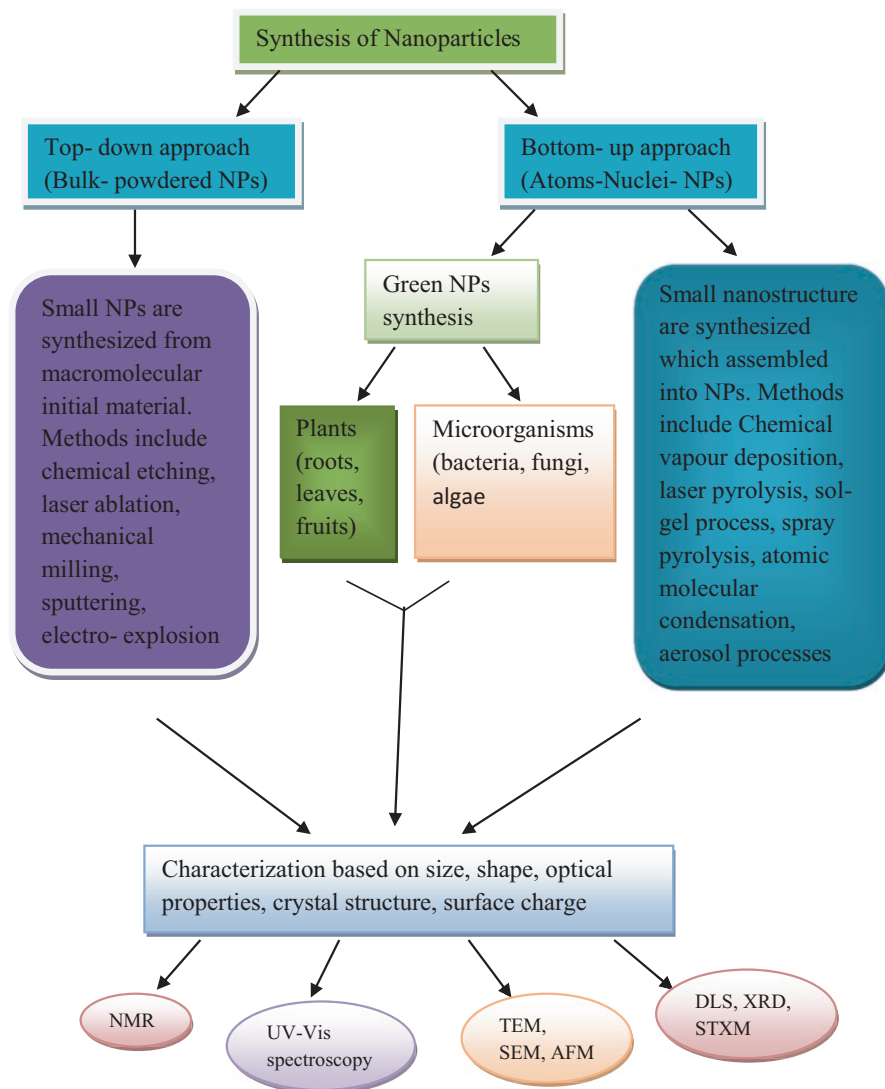 Synthesis of Nanoparticles
Top- down approach
(Bulk- powdered NPs)
Bottom- up approach
(Atoms-Nuclei- NPs)
Small NPs are
synthesized from
macromolecular
initial material.
Methods include
chemical etching,
laser ablation,
mechanical
milling,
sputtering,
electro- explosion
Green NPs
synthesis
Plants
(roots,
leaves,
fruits)
Microorganisms
(bacteria, fungi,
algae
Small nanostructure
are synthesized
which assembled
into NPs. Methods
include Chemical
vapour deposition,
laser pyrolysis, sol-
gel process, spray
pyrolysis, atomic
molecular
condensation,
aerosol processes
Characterization based on size, shape, optical
properties, crystal structure, surface charge
NMR
UV-Vis
spectroscopy
TEM,
SEM, AFM
DLS, XRD,
STXM